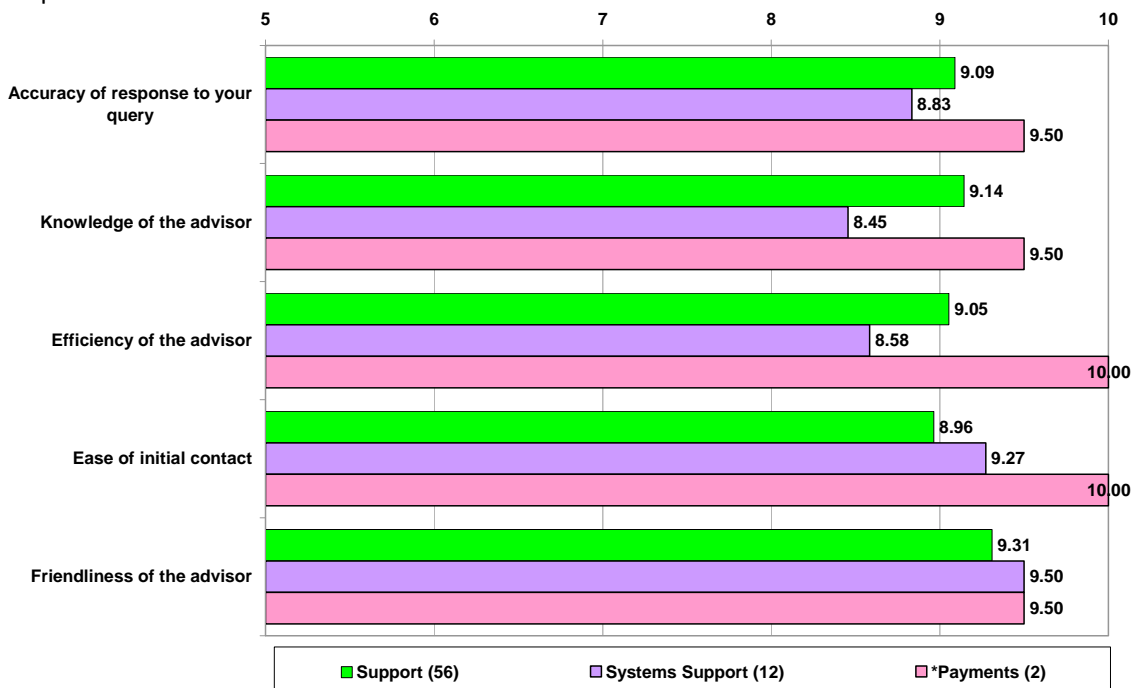 5 6 7 8 9 10
Accuracy of response to your
query
9.09
8.83
9.50
Knowledge of the advisor
9.14
8.45
9.50
Efficiency of the advisor
9.05
8.58
10.00
Ease of initial contact
8.96
9.27
10.00
Friendliness of the advisor
9.31
9.50
9.50
Support (56) Systems Support (12) *Payments (2)